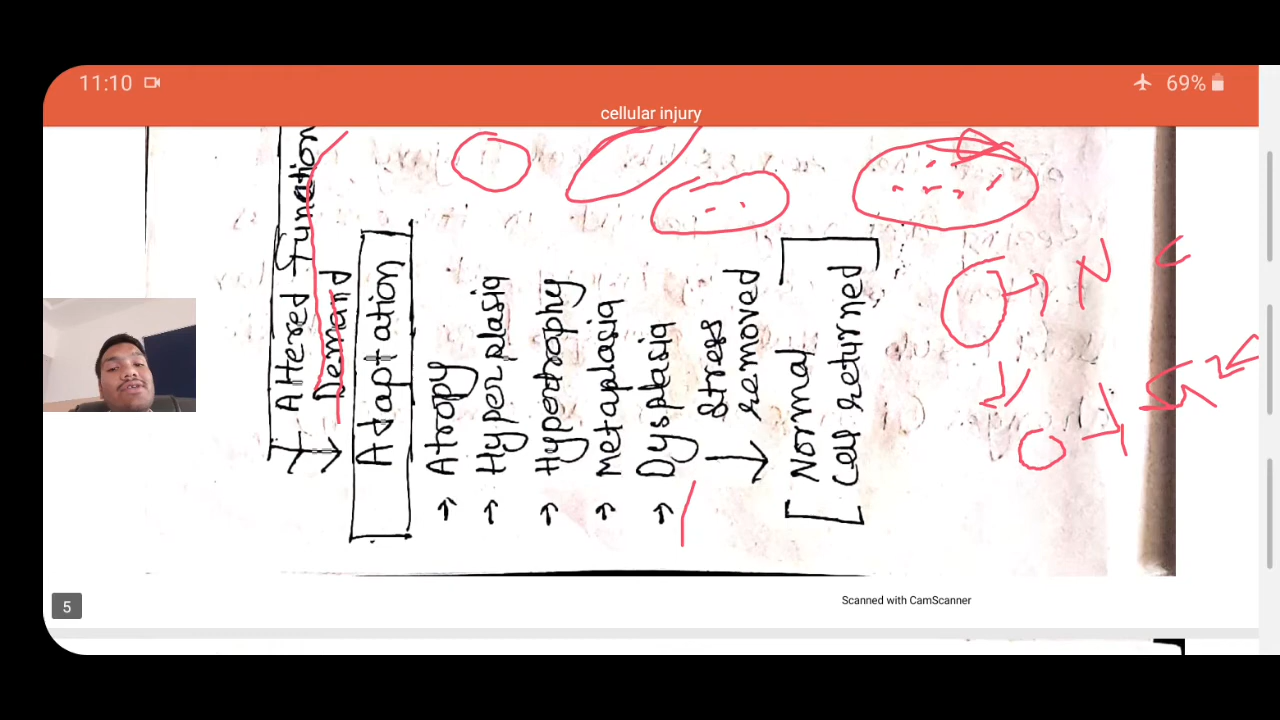 11:10
69%
cellular injury
Altered Function
Demand
Adaptation
→ Atropy
→ Hyperplasia
→ Hypertrophy
→ Metaplasia
→ Dysplasia
Stress
removed
Normal
Cell returned
5
Scanned with CamScanner